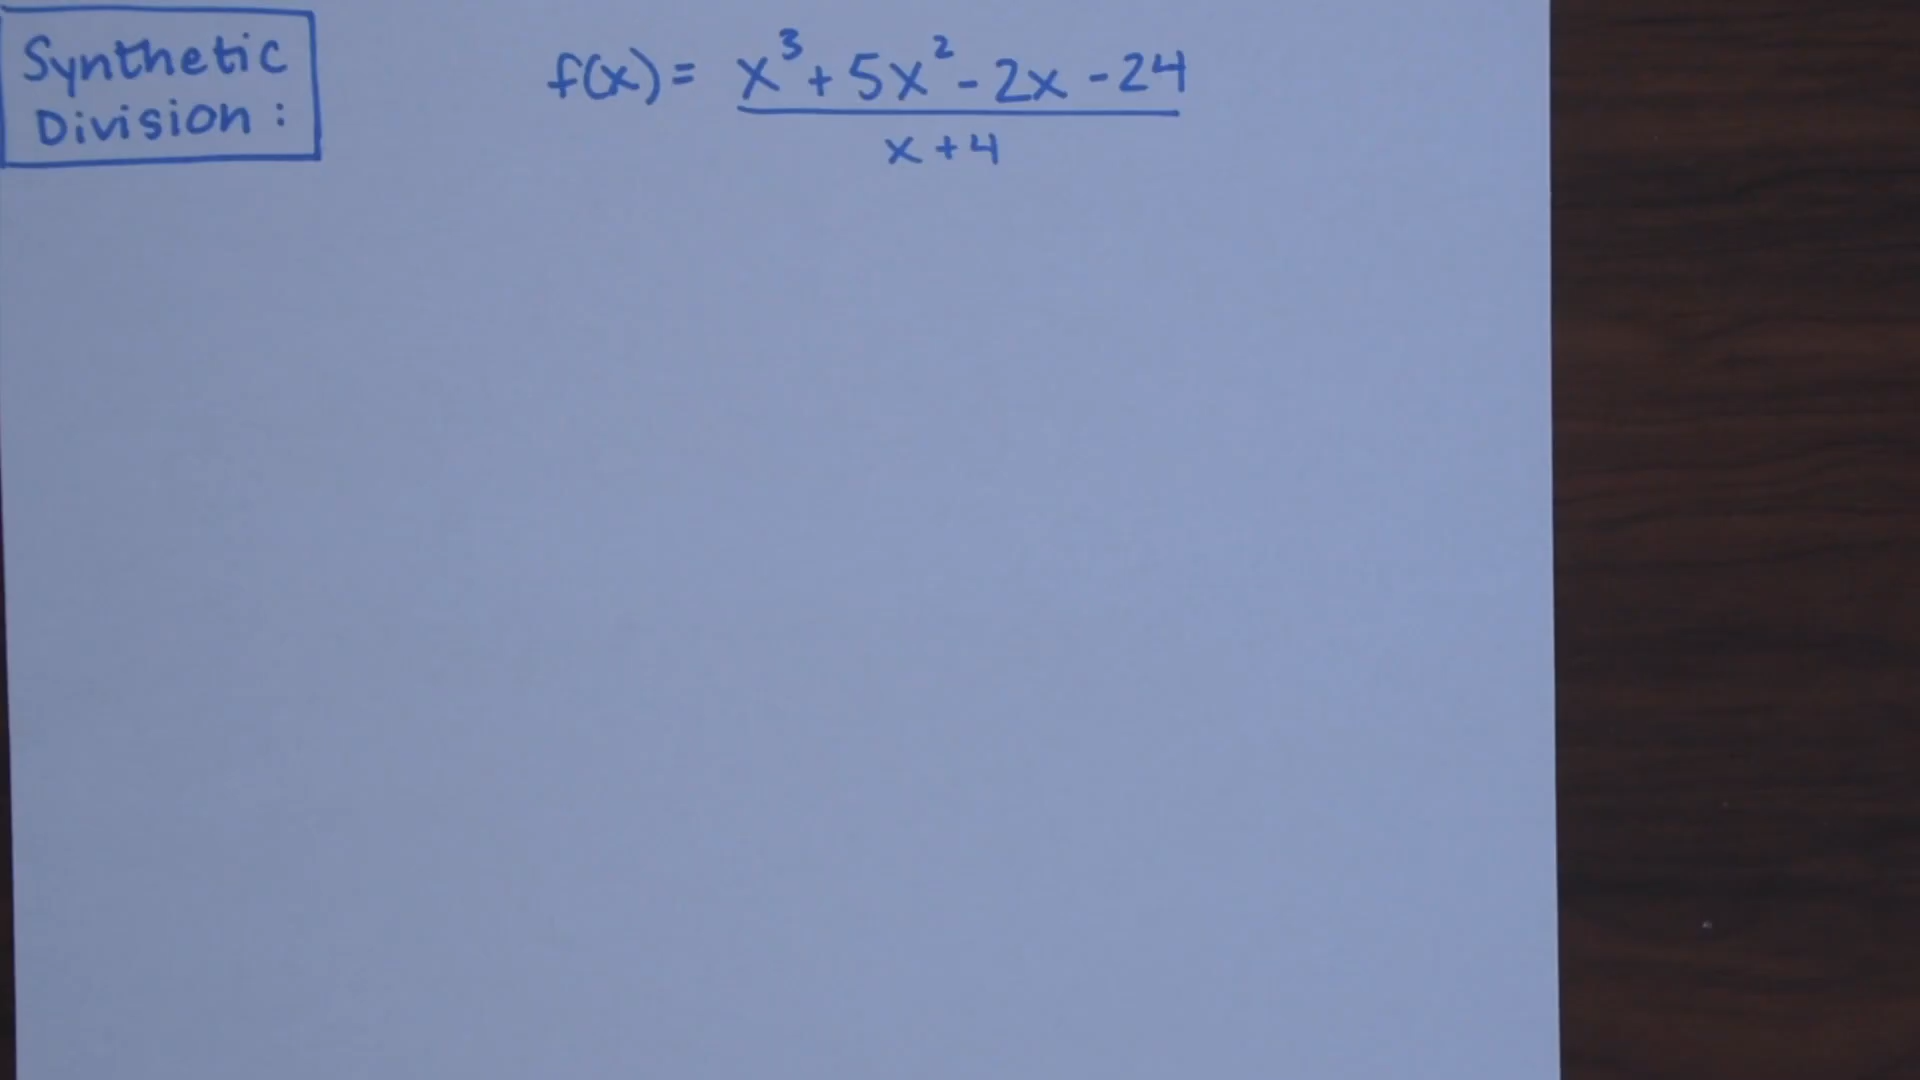 Synthetic
Division:
f(x) = x³ + 5x² - 2x - 24
x + 4